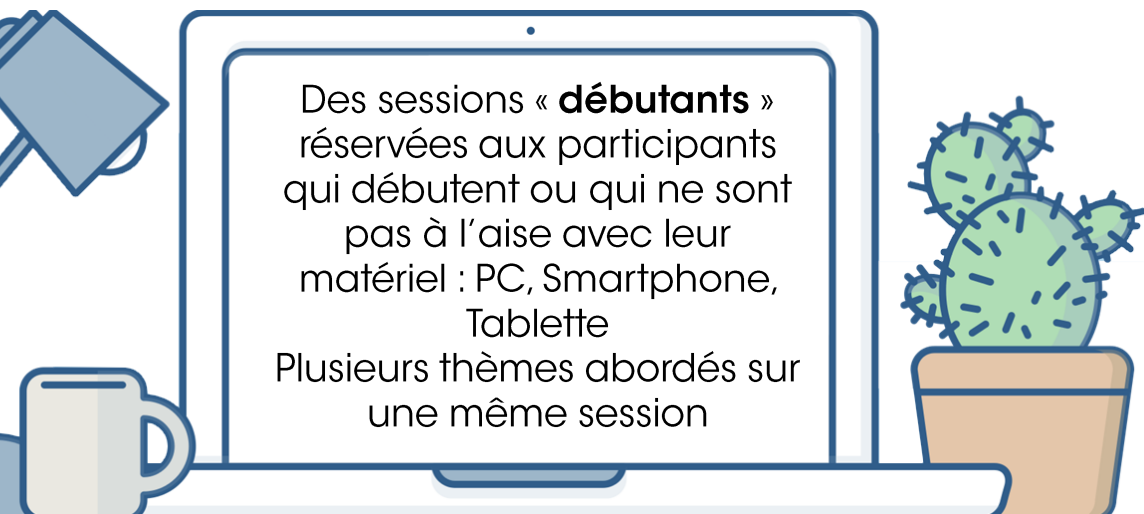 Des sessions « débutants »
réservées aux participants
qui débutent ou qui ne sont
pas à l’aise avec leur
matériel : PC, Smartphone,
Tablette
Plusieurs thèmes abordés sur
une même session